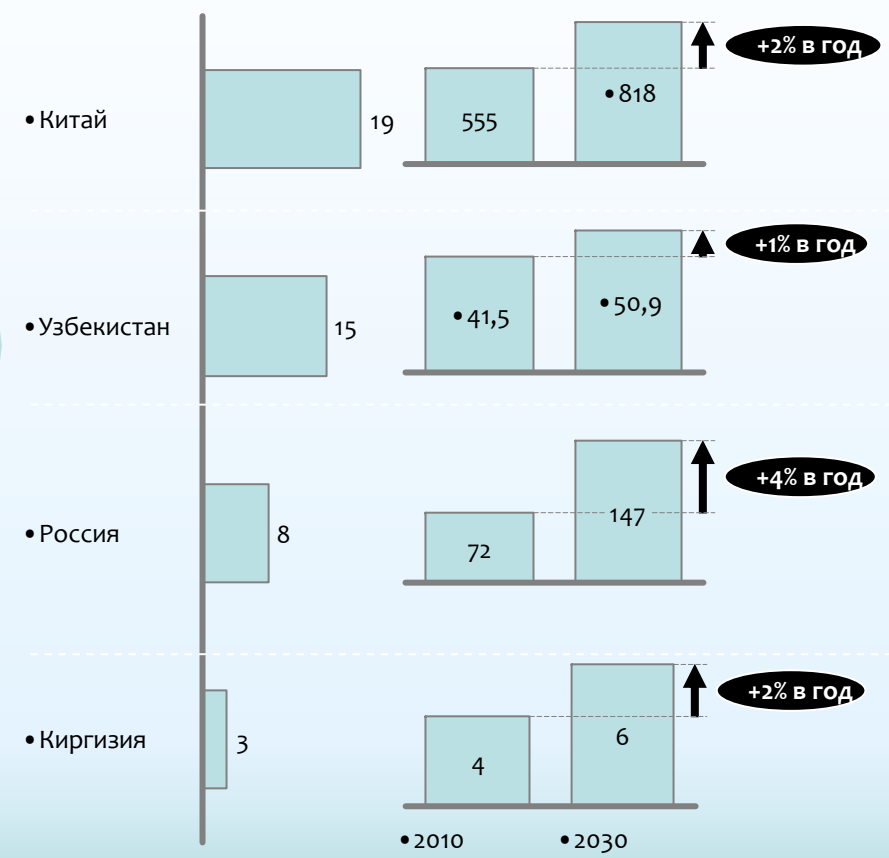 +2% в год
• 818
• Китай
19
555
+1% в год
• 50,9
• 41,5
• Узбекистан
15
+4% в год
147
• Россия
8
72
+2% в год
6
• Киргизия
3
4
• 2010
• 2030